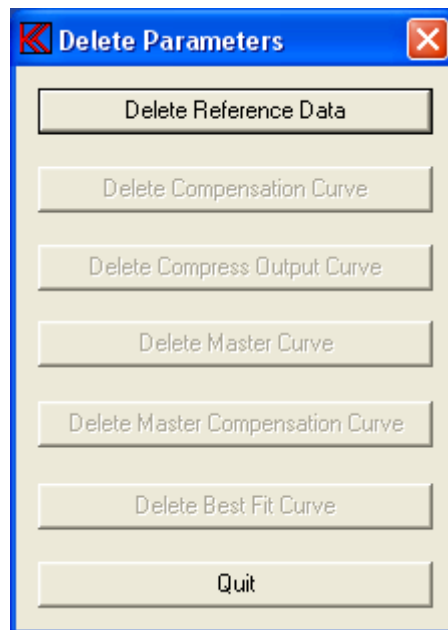 Delete Parameters
Delete Reference Data
Delete Compensation Curve
Delete Compress Output Curve
Delete Master Curve
Delete Master Compensation Curve
Delete Best Fit Curve
Quit